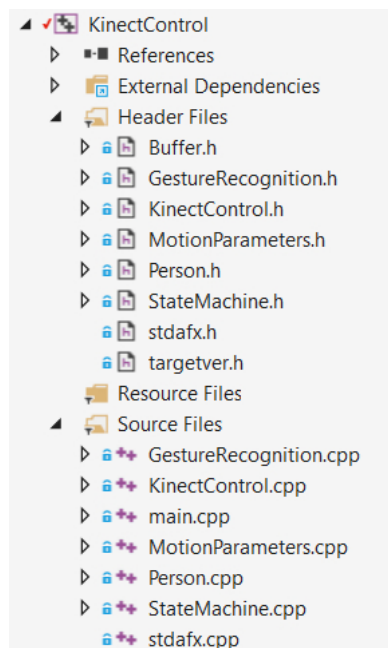 KinectControl
References
External Dependencies
Header Files
Buffer.h
GestureRecognition.h
KinectControl.h
MotionParameters.h
Person.h
StateMachine.h
stdafx.h
targetver.h
Resource Files
Source Files
GestureRecognition.cpp
KinectControl.cpp
main.cpp
MotionParameters.cpp
Person.cpp
StateMachine.cpp
stdafx.cpp